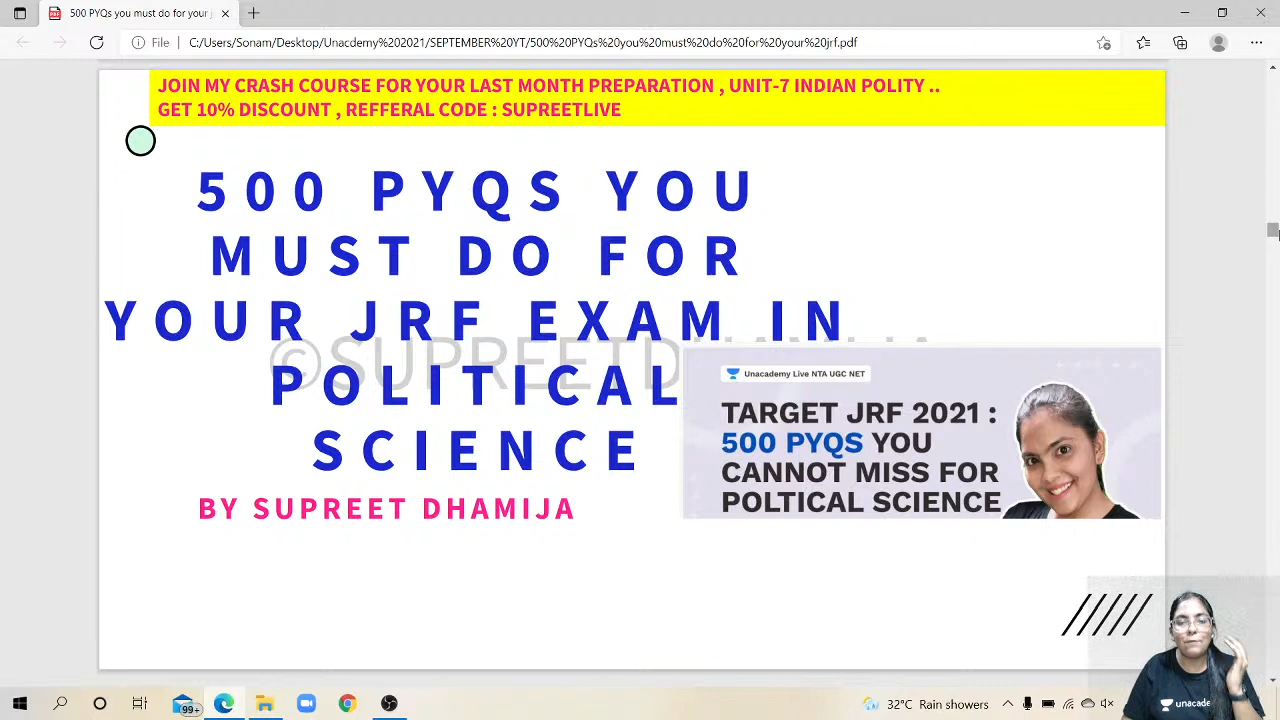 500 PYQs you must do for your j
File
C:/Users/Sonam/Desktop/Unacdemy%202021/SEPTEMBER%20YT/500%20PYQs%20you%20must%20do%20for%20your%20jrf.pdf
JOIN MY CRASH COURSE FOR YOUR LAST MONTH PREPARATION , UNIT-7 INDIAN POLITY ..
GET 10% DISCOUNT , REFFERAL CODE : SUPREETLIVE
500 PYQS YOU
MUST DO FOR
YOUR JRF EXAM IN
POLITICAL
SCIENCE
BY SUPREET DHAMIJA
Unacademy Live NTA UGC NET
TARGET JRF 2021 :
500 PYQS YOU
CANNOT MISS FOR
POLTICAL SCIENCE
99+
32°C Rain showers